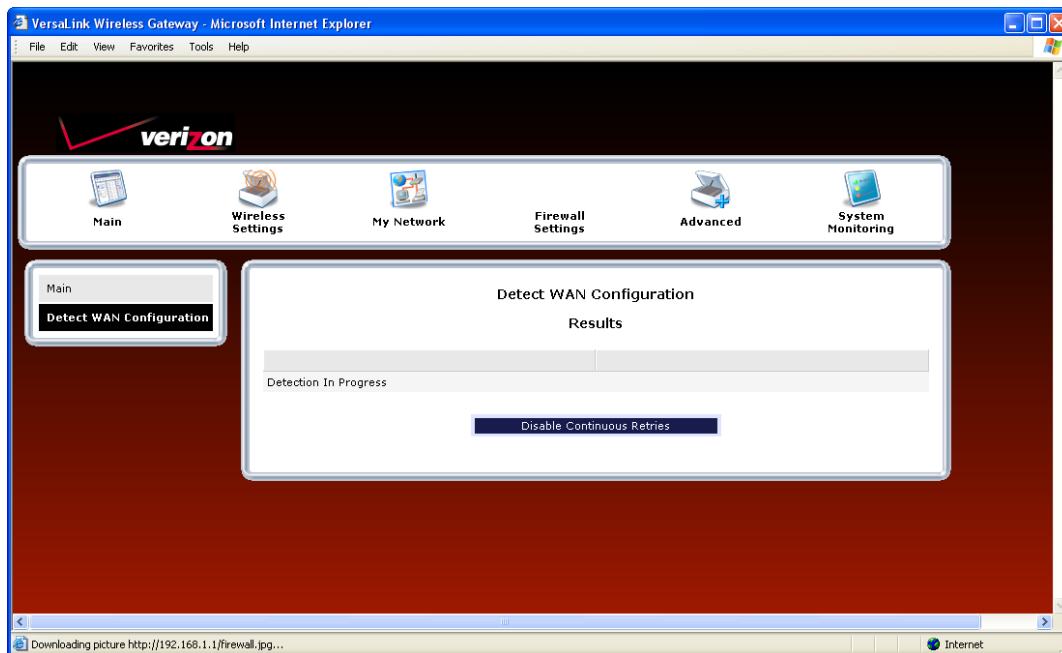 VersaLink Wireless Gateway - Microsoft Internet Explorer
File Edit View Favorites Tools Help
verizon
Main
Wireless Settings
My Network
Firewall Settings
Advanced
System Monitoring
Main
Detect WAN Configuration
Detect WAN Configuration
Results
Detection In Progress
Disable Continuous Retries
Downloading picture http://192.168.1.1/firewall.jpg...
Internet